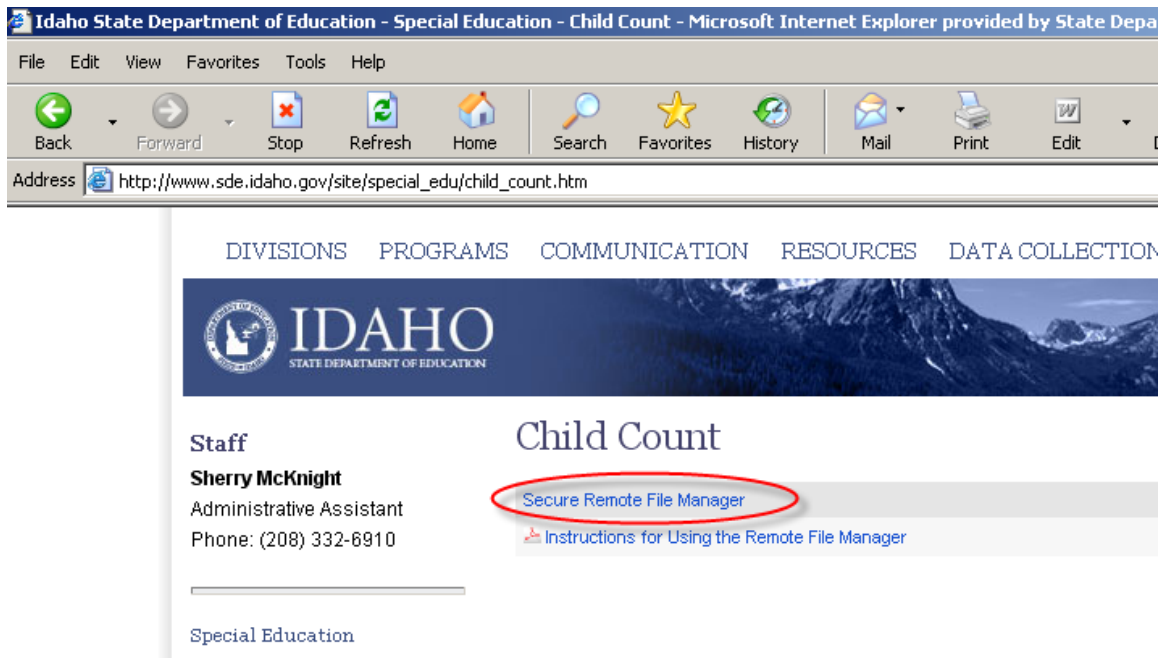 Idaho State Department of Education - Special Education - Child Count - Microsoft Internet Explorer provided by State Depa
File Edit View Favorites Tools Help
Back Forward Stop Refresh Home Search Favorites History Mail Print Edit
Address http://www.sde.idaho.gov/site/special_edu/child_count.htm
DIVISIONS PROGRAMS COMMUNICATION RESOURCES DATA COLLECTION
IDAHO
STATE DEPARTMENT OF EDUCATION
Staff
Sherry McKnight
Administrative Assistant
Phone: (208) 332-6910
Special Education
Child Count
Secure Remote File Manager
Instructions for Using the Remote File Manager